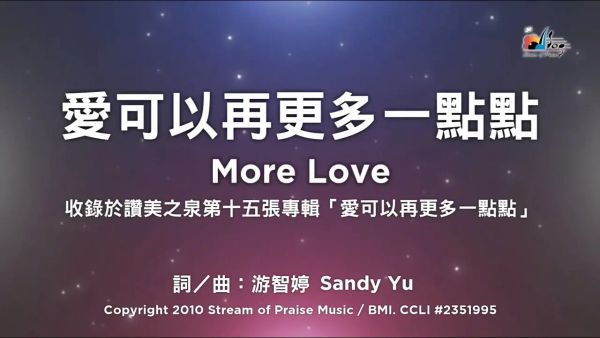 愛可以再更多一點點
More Love
收錄於讚美之泉第十五張專輯「愛可以再更多一點點」
詞／曲：游智婷 Sandy Yu
Copyright 2010 Stream of Praise Music / BMI. CCLI #2351995